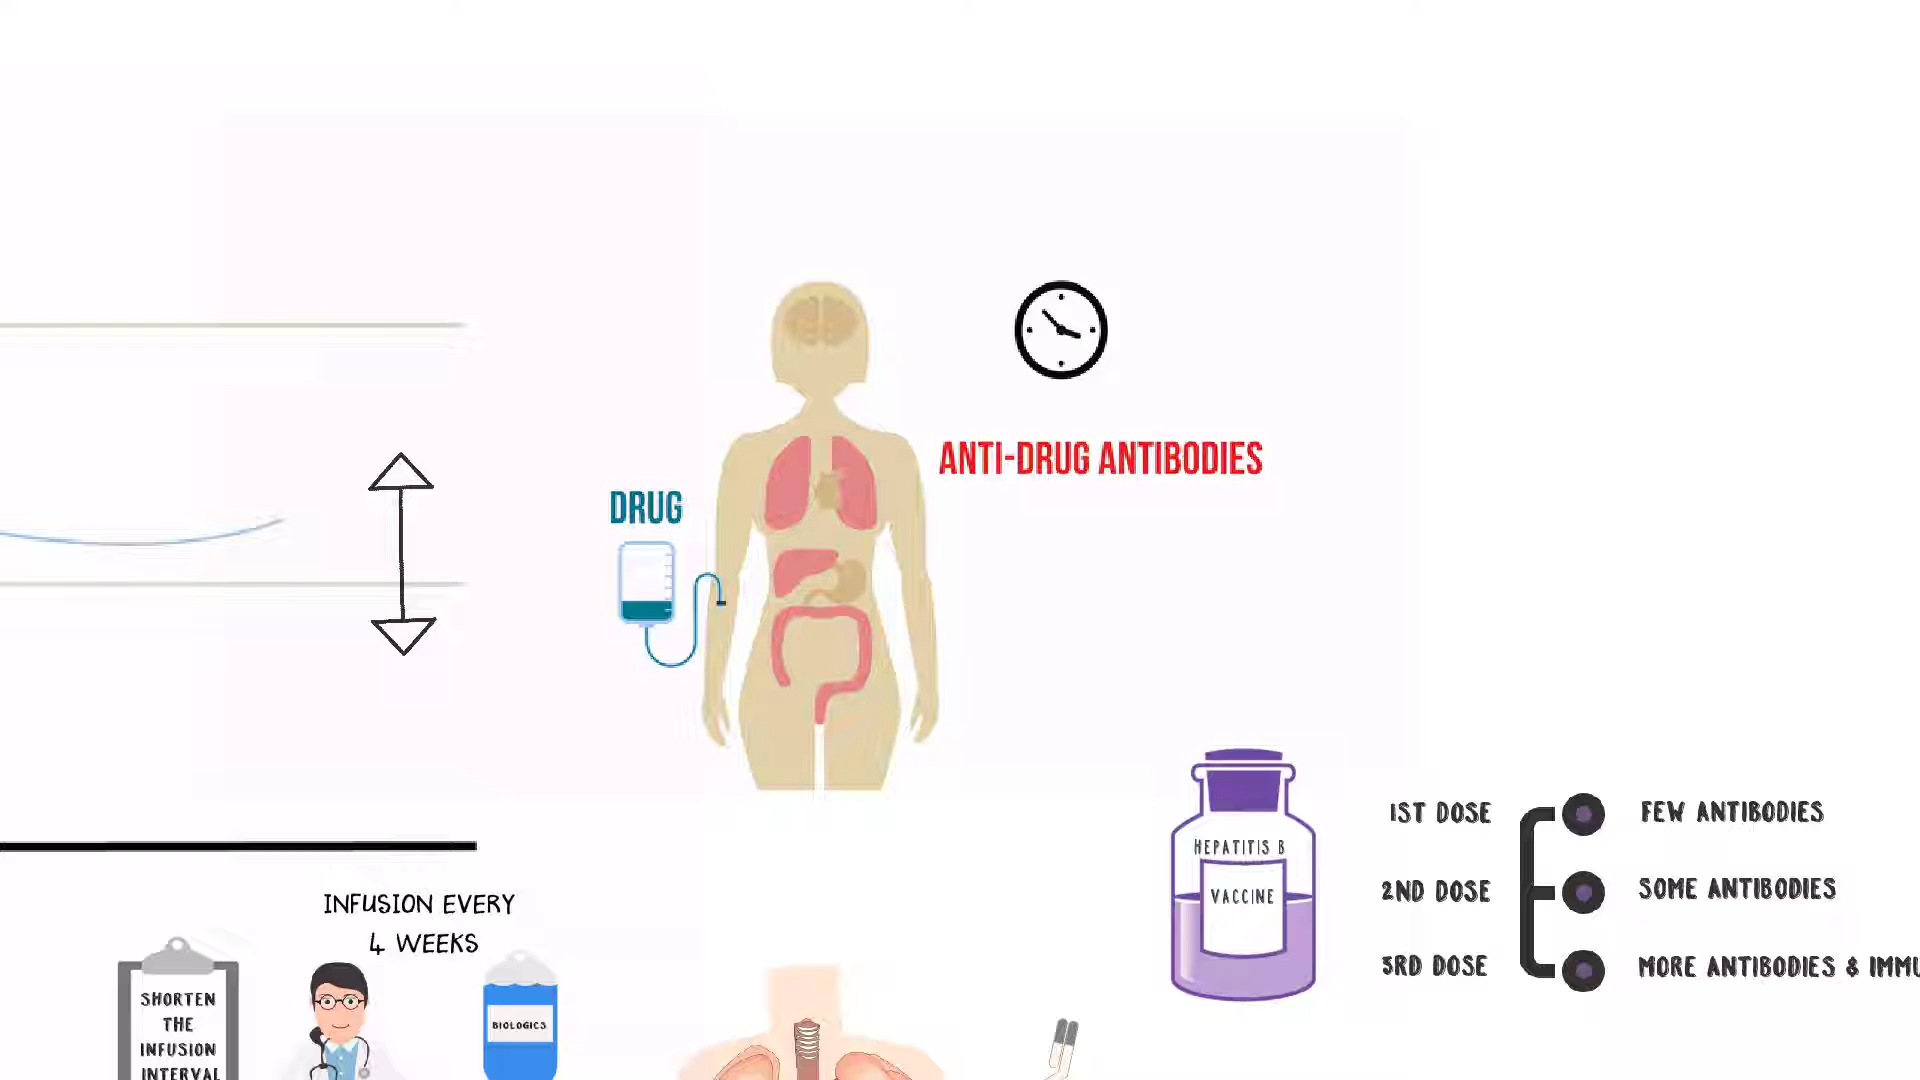 ANTI-DRUG ANTIBODIES
DRUG
HEPATITIS B
VACCINE
1ST DOSE
FEW ANTIBODIES
2ND DOSE
SOME ANTIBODIES
3RD DOSE
MORE ANTIBODIES & IMMU
INFUSION EVERY
4 WEEKS
SHORTEN
THE
INFUSION
INTERVAL
BIOLOGICS